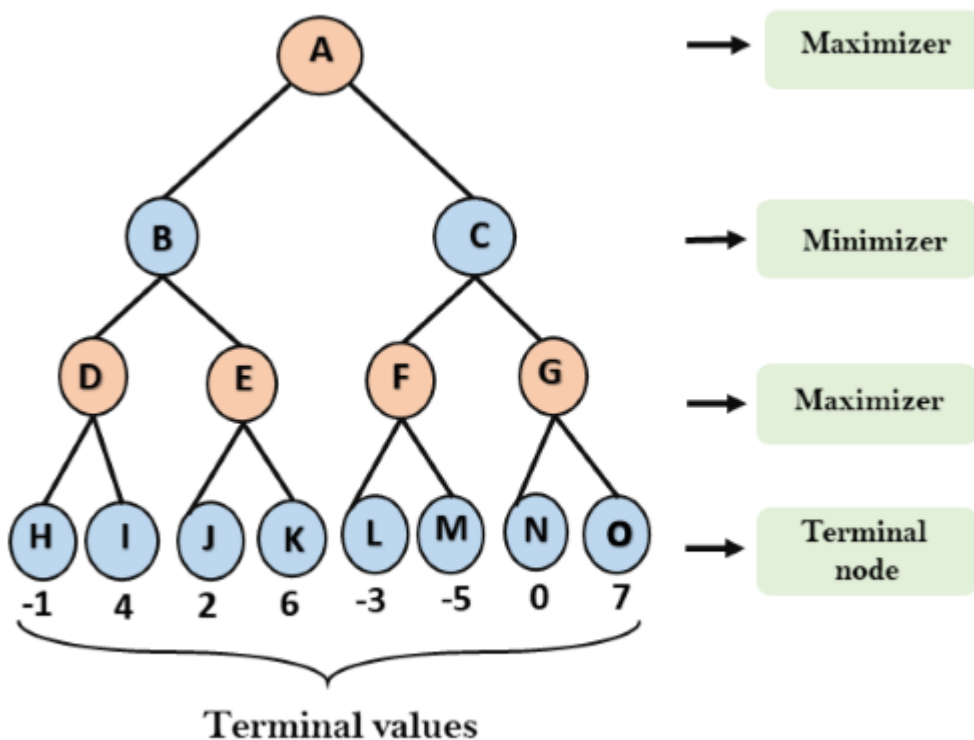 A
Maximizer
B
C
Minimizer
D
E
F
G
Maximizer
H I J K L M N O
Terminal
node
-1 4 2 6 -3 -5 0 7
Terminal values